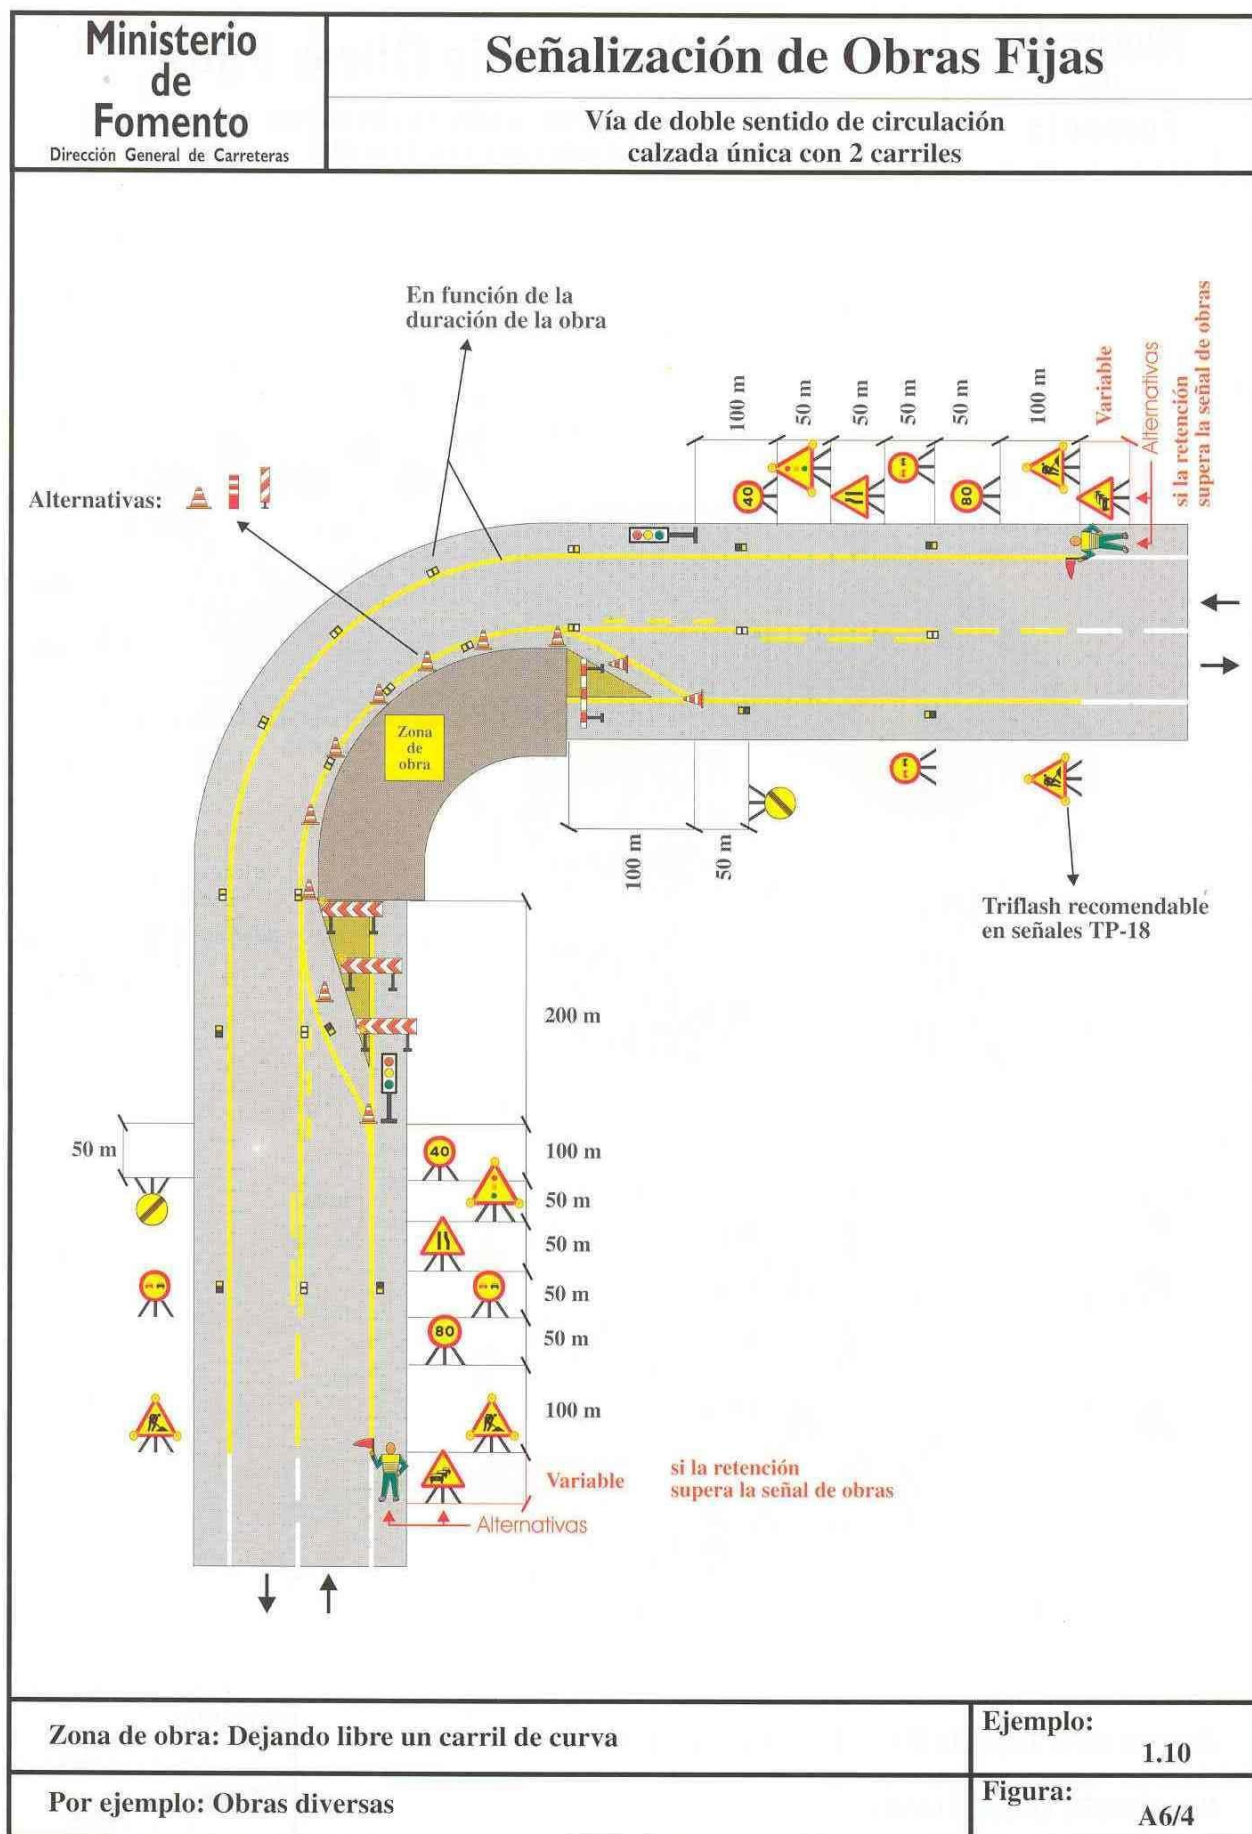 Ministerio
de
Fomento
Dirección General de Carreteras
Señalización de Obras Fijas
Vía de doble sentido de circulación
calzada única con 2 carriles
En función de la
duración de la obra
Alternativas:
100 m
50 m
50 m
50 m
50 m
100 m
Variable
Alternativas
si la retención
supera la señal de obras
40
80
Zona
de
obra
100 m
50 m
Triflash recomendable
en señales TP-18
200 m
50 m
40
100 m
50 m
50 m
50 m
80
50 m
100 m
Variable
si la retención
supera la señal de obras
Alternativas
Zona de obra: Dejando libre un carril de curva
Ejemplo:
1.10
Por ejemplo: Obras diversas
Figura:
A6/4